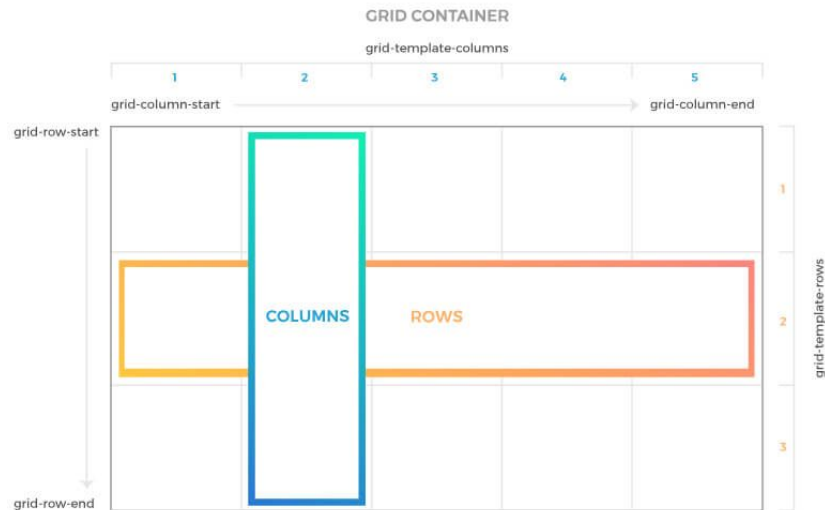 GRID CONTAINER
grid-template-columns
1 2 3 4 5
grid-column-start grid-column-end
grid-row-start
1
COLUMNS ROWS 2
grid-template-rows
3
grid-row-end